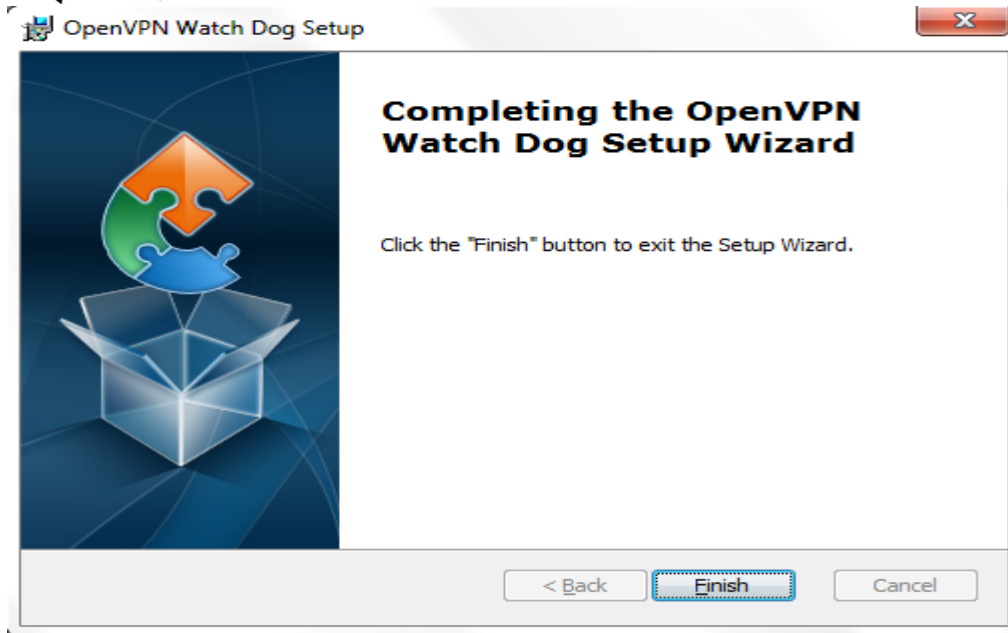 OpenVPN Watch Dog Setup
Completing the OpenVPN
Watch Dog Setup Wizard
Click the "Finish" button to exit the Setup Wizard.
< Back
Finish
Cancel